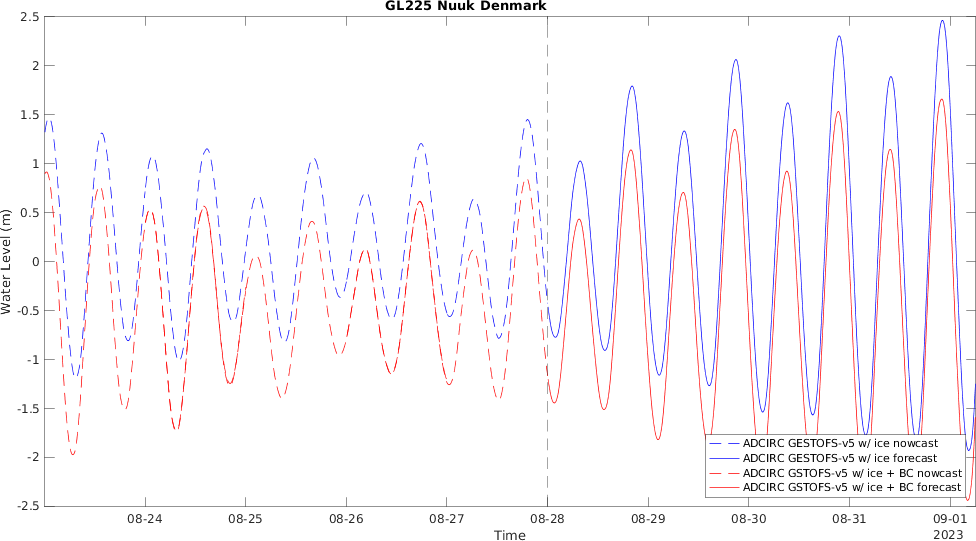 GL225 Nuuk Denmark
2.5
2
1.5
1
0.5
0
-0.5
-1
-1.5
-2
-2.5
Water Level (m)
ADCIRC GESTOFS-v5 w/ ice nowcast
ADCIRC GESTOFS-v5 w/ ice forecast
ADCIRC GSTOFS-v5 w/ ice + BC nowcast
ADCIRC GSTOFS-v5 w/ ice + BC forecast
08-24 08-25 08-26 08-27 08-28 08-29 08-30 08-31 09-01
Time 2023